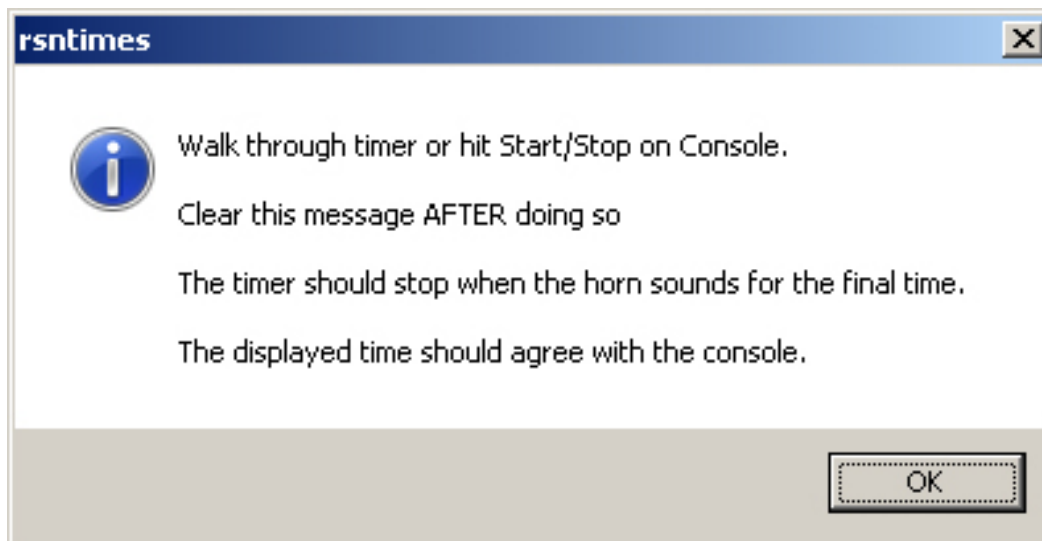 rsntimes
Walk through timer or hit Start/Stop on Console.
Clear this message AFTER doing so
The timer should stop when the horn sounds for the final time.
The displayed time should agree with the console.
OK